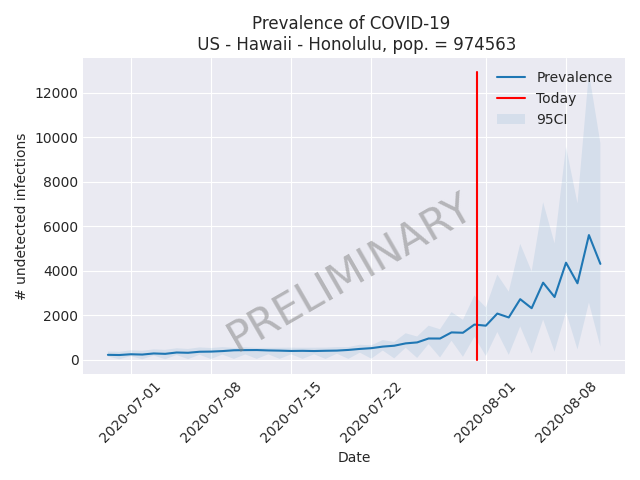 Prevalence of COVID-19
US - Hawaii - Honolulu, pop. = 974563
Prevalence
Today
95CI
12000
10000
8000
6000
4000
2000
0
# undetected infections
PRELIMINARY
2020-07-01
2020-07-08
2020-07-15
2020-07-22
2020-08-01
2020-08-08
Date